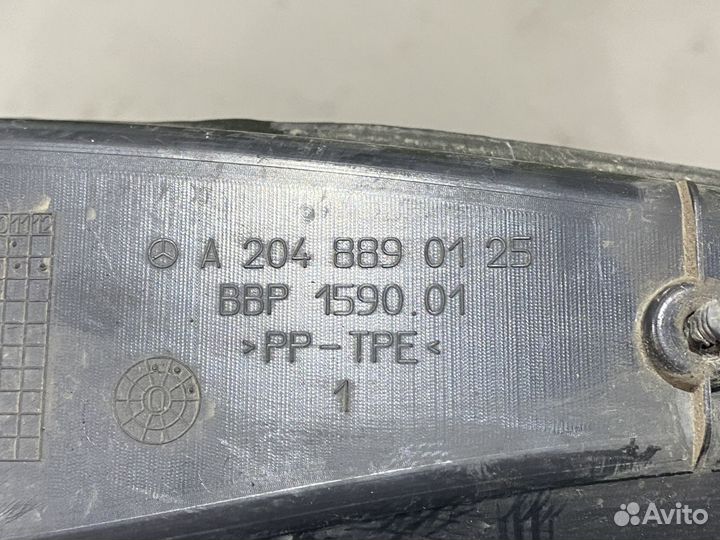 A 204 889 01 25
BBP 1590.01
>PP-TPE<
1
Avito